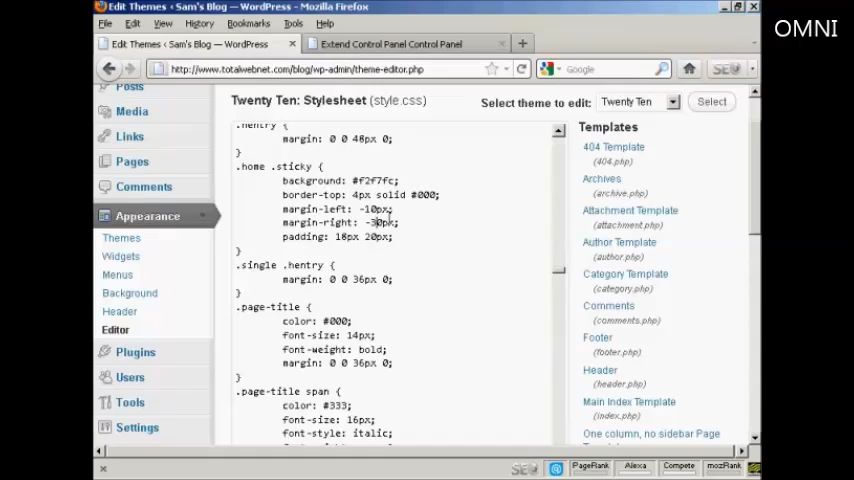 Edit Themes ‹ Sam's Blog — WordPress - Mozilla Firefox
OMNI
File Edit View History Bookmarks Tools Help
Edit Themes ‹ Sam's Blog — WordPress × Extend Control Panel Control Panel × +
http://www.totalwebnet.com/blog/wp-admin/theme-editor.php Google
Posts
Media
Links
Pages
Comments
Appearance
Themes
Widgets
Menus
Background
Header
Editor
Plugins
Users
Tools
Settings
Twenty Ten: Stylesheet (style.css)
Select theme to edit: Twenty Ten Select
.hentry {
margin: 0 0 48px 0;
}
.home .sticky {
background: #f2f7fc;
border-top: 4px solid #000;
margin-left: -10px;
margin-right: -30px;
padding: 18px 20px;
}
.single .hentry {
margin: 0 0 36px 0;
}
.page-title {
color: #000;
font-size: 14px;
font-weight: bold;
margin: 0 0 36px 0;
}
.page-title span {
color: #333;
font-size: 16px;
font-style: italic;
Templates
404 Template
(404.php)
Archives
(archive.php)
Attachment Template
(attachment.php)
Author Template
(author.php)
Category Template
(category.php)
Comments
(comments.php)
Footer
(footer.php)
Header
(header.php)
Main Index Template
(index.php)
One column, no sidebar Page
PageRank Alexa Compete mozRank